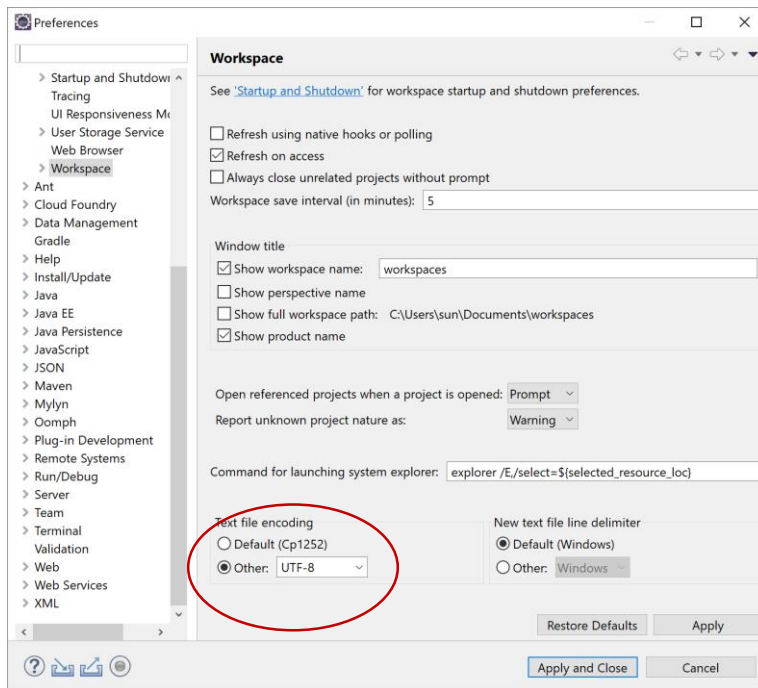 Preferences
Startup and Shutdown
Tracing
UI Responsiveness Mo
User Storage Service
Web Browser
Workspace
Ant
Cloud Foundry
Data Management
Gradle
Help
Install/Update
Java
Java EE
Java Persistence
JavaScript
JSON
Maven
Mylyn
Oomph
Plug-in Development
Remote Systems
Run/Debug
Server
Team
Terminal
Validation
Web
Web Services
XML
Workspace
See 'Startup and Shutdown' for workspace startup and shutdown preferences.
Refresh using native hooks or polling
Refresh on access
Always close unrelated projects without prompt
Workspace save interval (in minutes): 5
Window title
Show workspace name: workspaces
Show perspective name
Show full workspace path: C:\Users\sun\Documents\workspaces
Show product name
Open referenced projects when a project is opened: Prompt
Report unknown project nature as: Warning
Command for launching system explorer: explorer /E,/select=${selected_resource_loc}
Text file encoding
Default (Cp1252)
Other: UTF-8
New text file line delimiter
Default (Windows)
Other: Windows
Restore Defaults Apply
Apply and Close Cancel